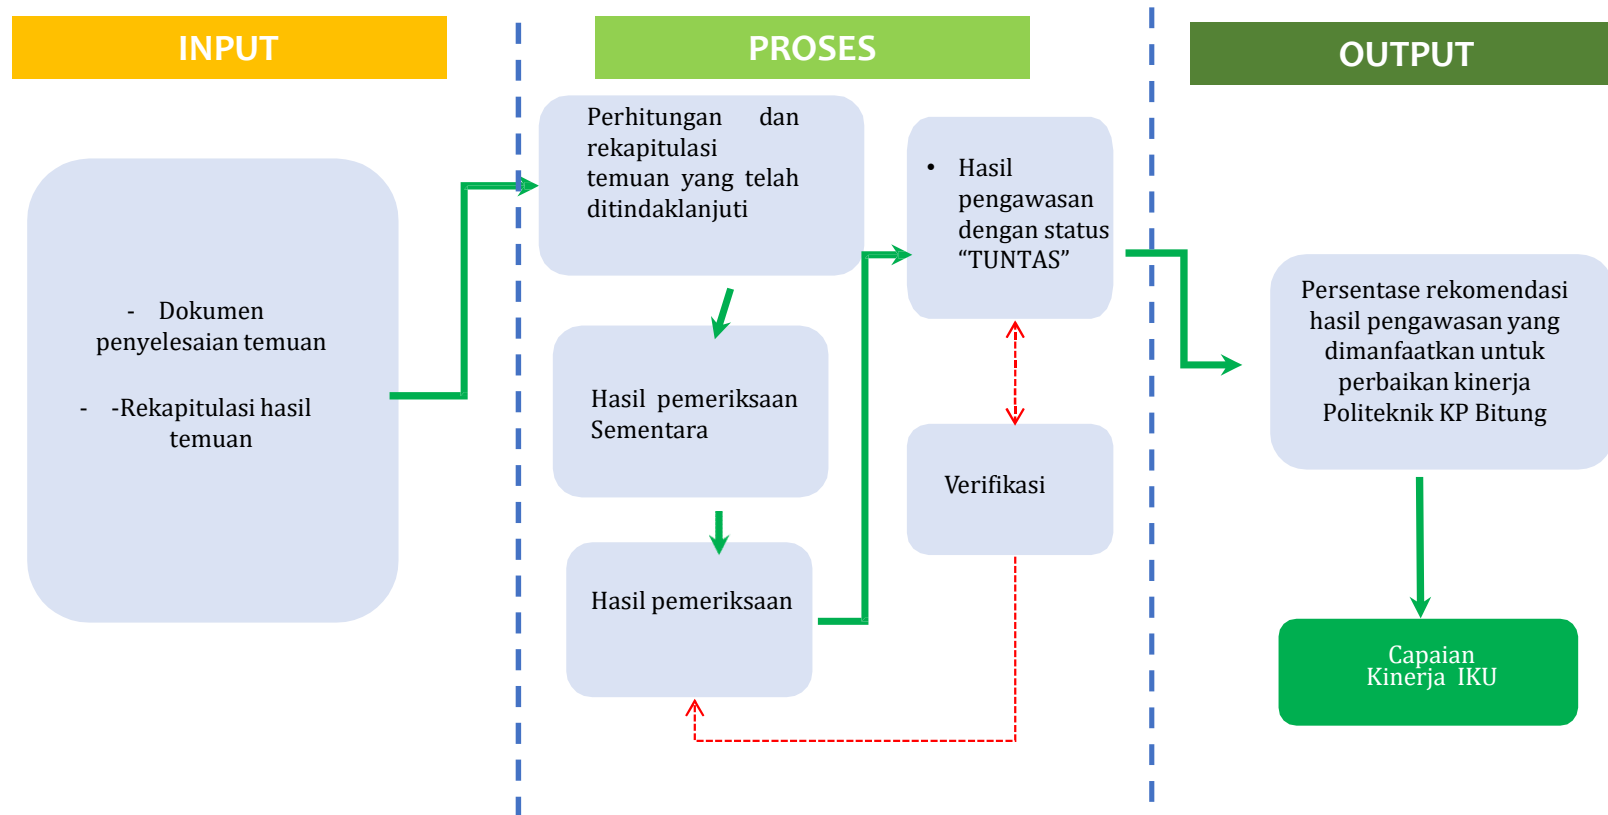 INPUT
- Dokumen
penyelesaian temuan
- -Rekapitulasi hasil
temuan
PROSES
Perhitungan dan
rekapitulasi
temuan yang telah
ditindaklanjuti
Hasil pemeriksaan
Sementara
Hasil pemeriksaan
• Hasil
pengawasan
dengan status
“TUNTAS”
Verifikasi
OUTPUT
Persentase rekomendasi
hasil pengawasan yang
dimanfaatkan untuk
perbaikan kinerja
Politeknik KP Bitung
Capaian
Kinerja IKU